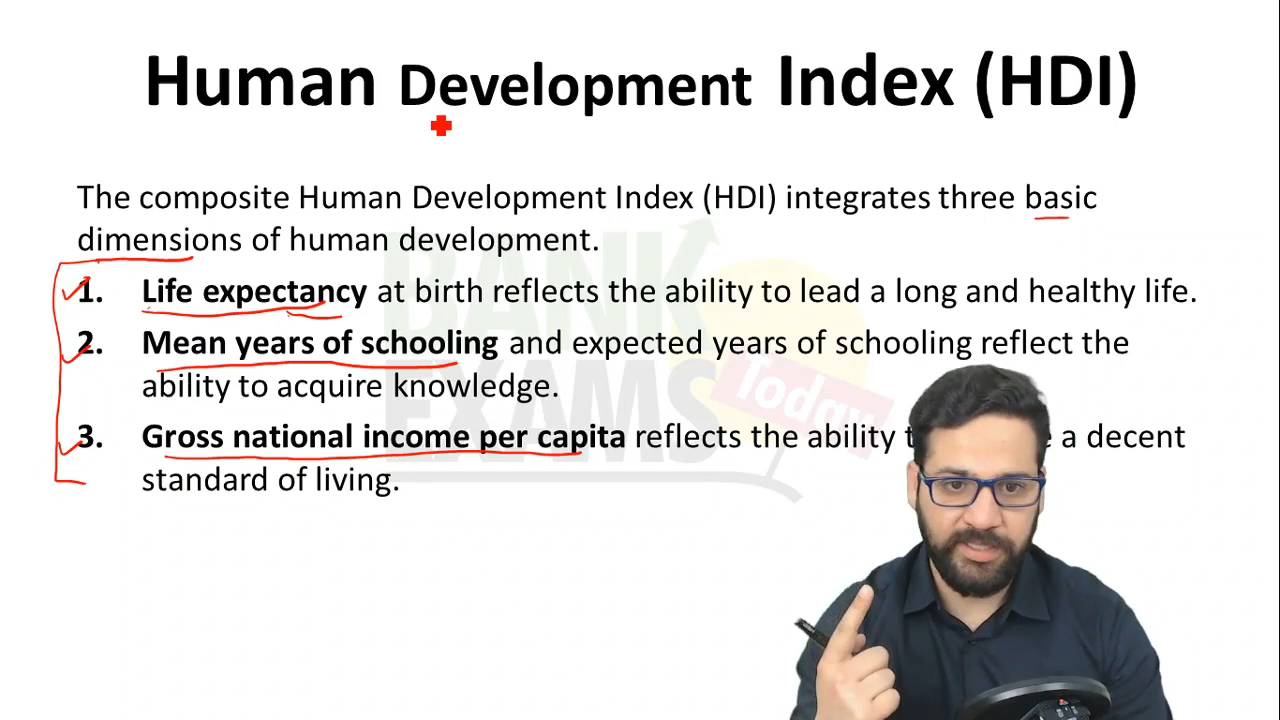 Human Development Index (HDI)
The composite Human Development Index (HDI) integrates three basic
dimensions of human development.
1. Life expectancy at birth reflects the ability to lead a long and healthy life.
2. Mean years of schooling and expected years of schooling reflect the
ability to acquire knowledge.
3. Gross national income per capita reflects the ability a decent
standard of living.
BANK
EXAMS
Today